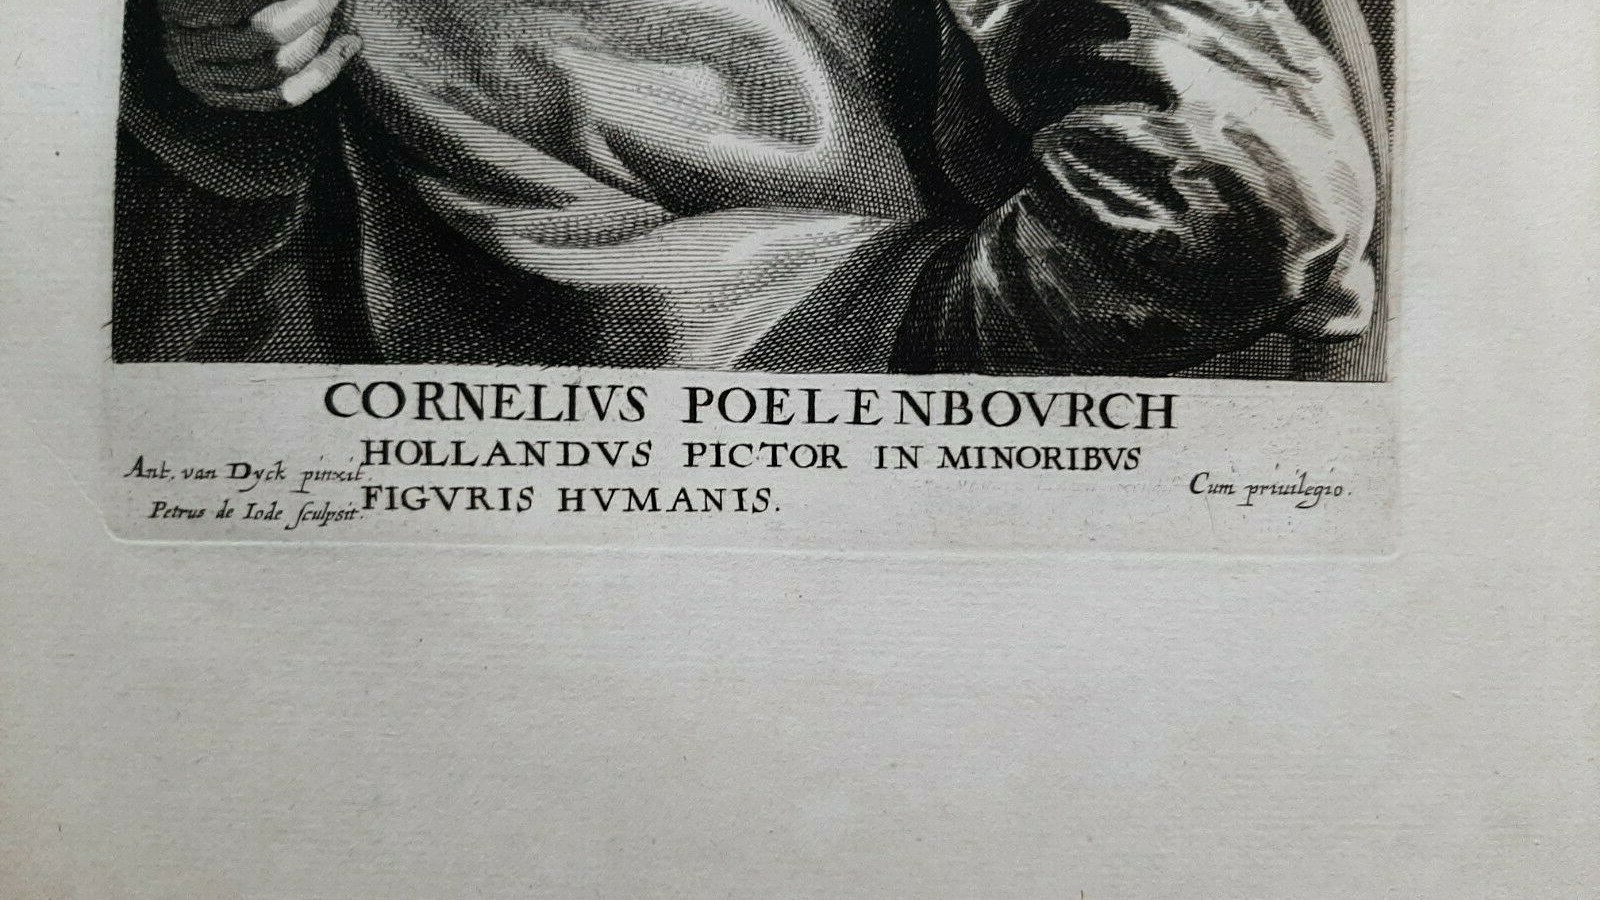 CORNELIVS POELENBOVRCH
HOLLANDVS PICTOR IN MINORIBVS
FIGVRIS HVMANIS.
Ant. van Dyck pinxit.
Petrus de Iode ſculpsit.
Cum priuilegio.